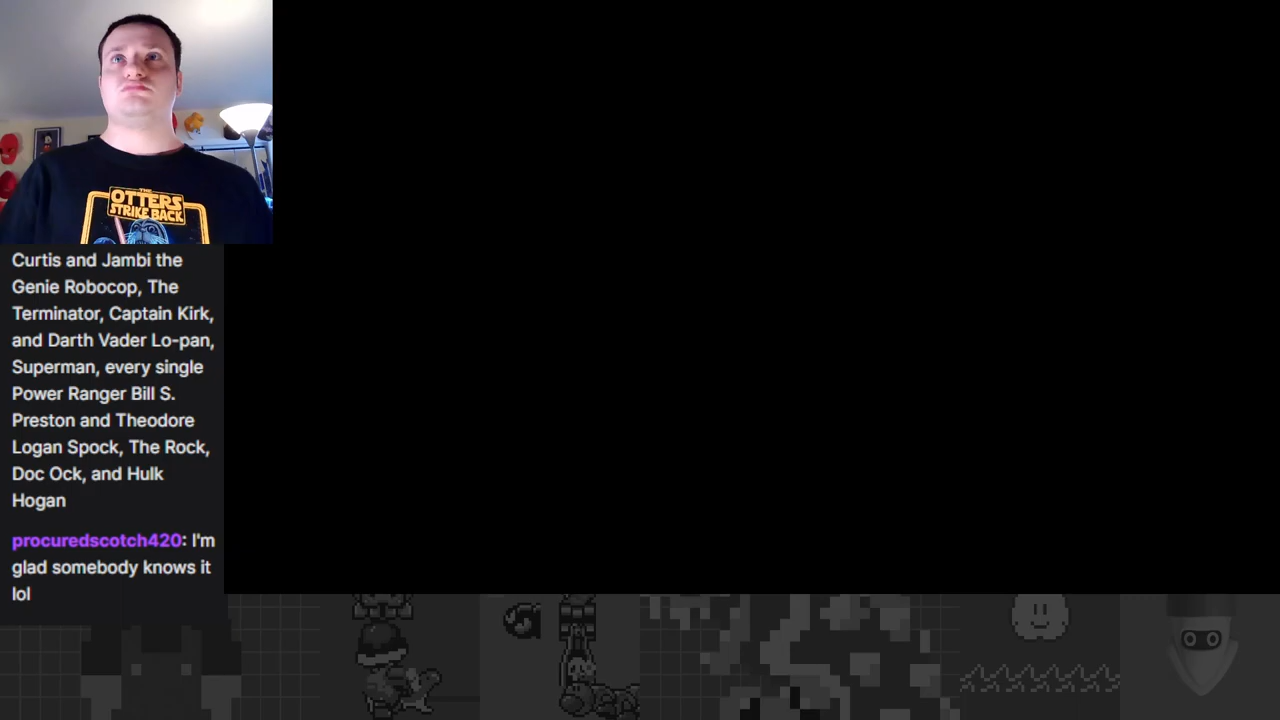 THE
OTTERS
STRIKE BACK
Curtis and Jambi the
Genie Robocop, The
Terminator, Captain Kirk,
and Darth Vader Lo-pan,
Superman, every single
Power Ranger Bill S.
Preston and Theodore
Logan Spock, The Rock,
Doc Ock, and Hulk
Hogan
procuredscotch420: I'm
glad somebody knows it
lol